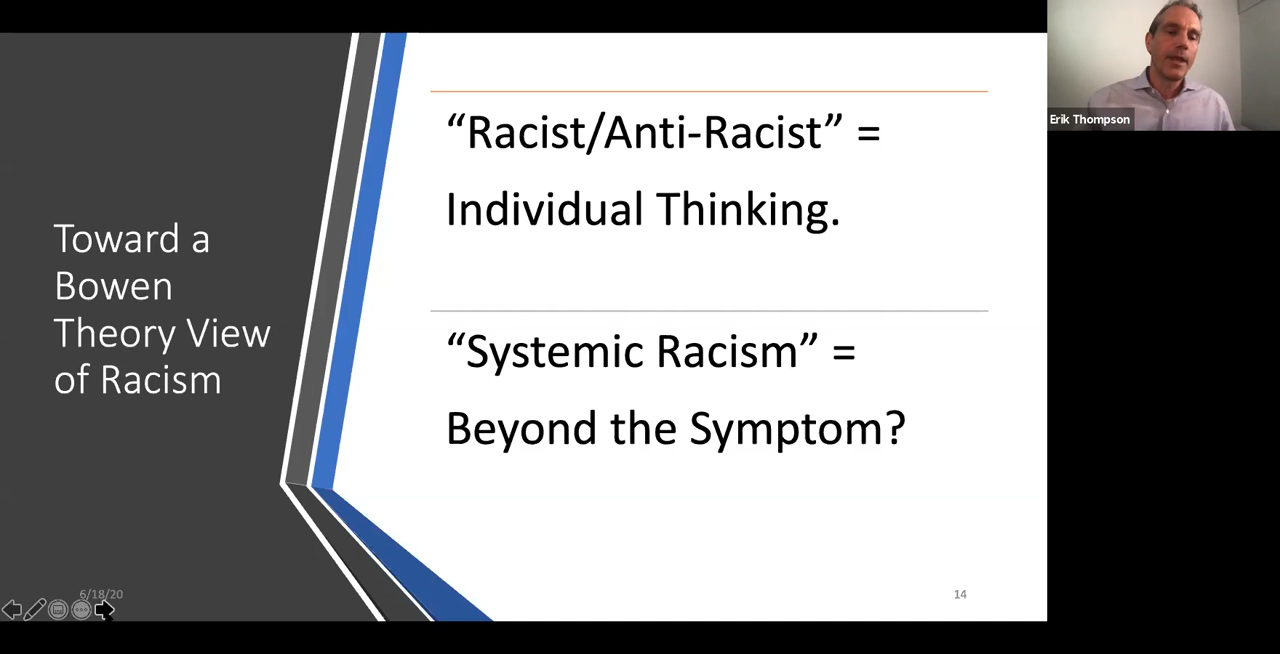 Toward a
Bowen
Theory View
of Racism
“Racist/Anti-Racist” =
Individual Thinking.
“Systemic Racism” =
Beyond the Symptom?
6/18/20
14
Erik Thompson